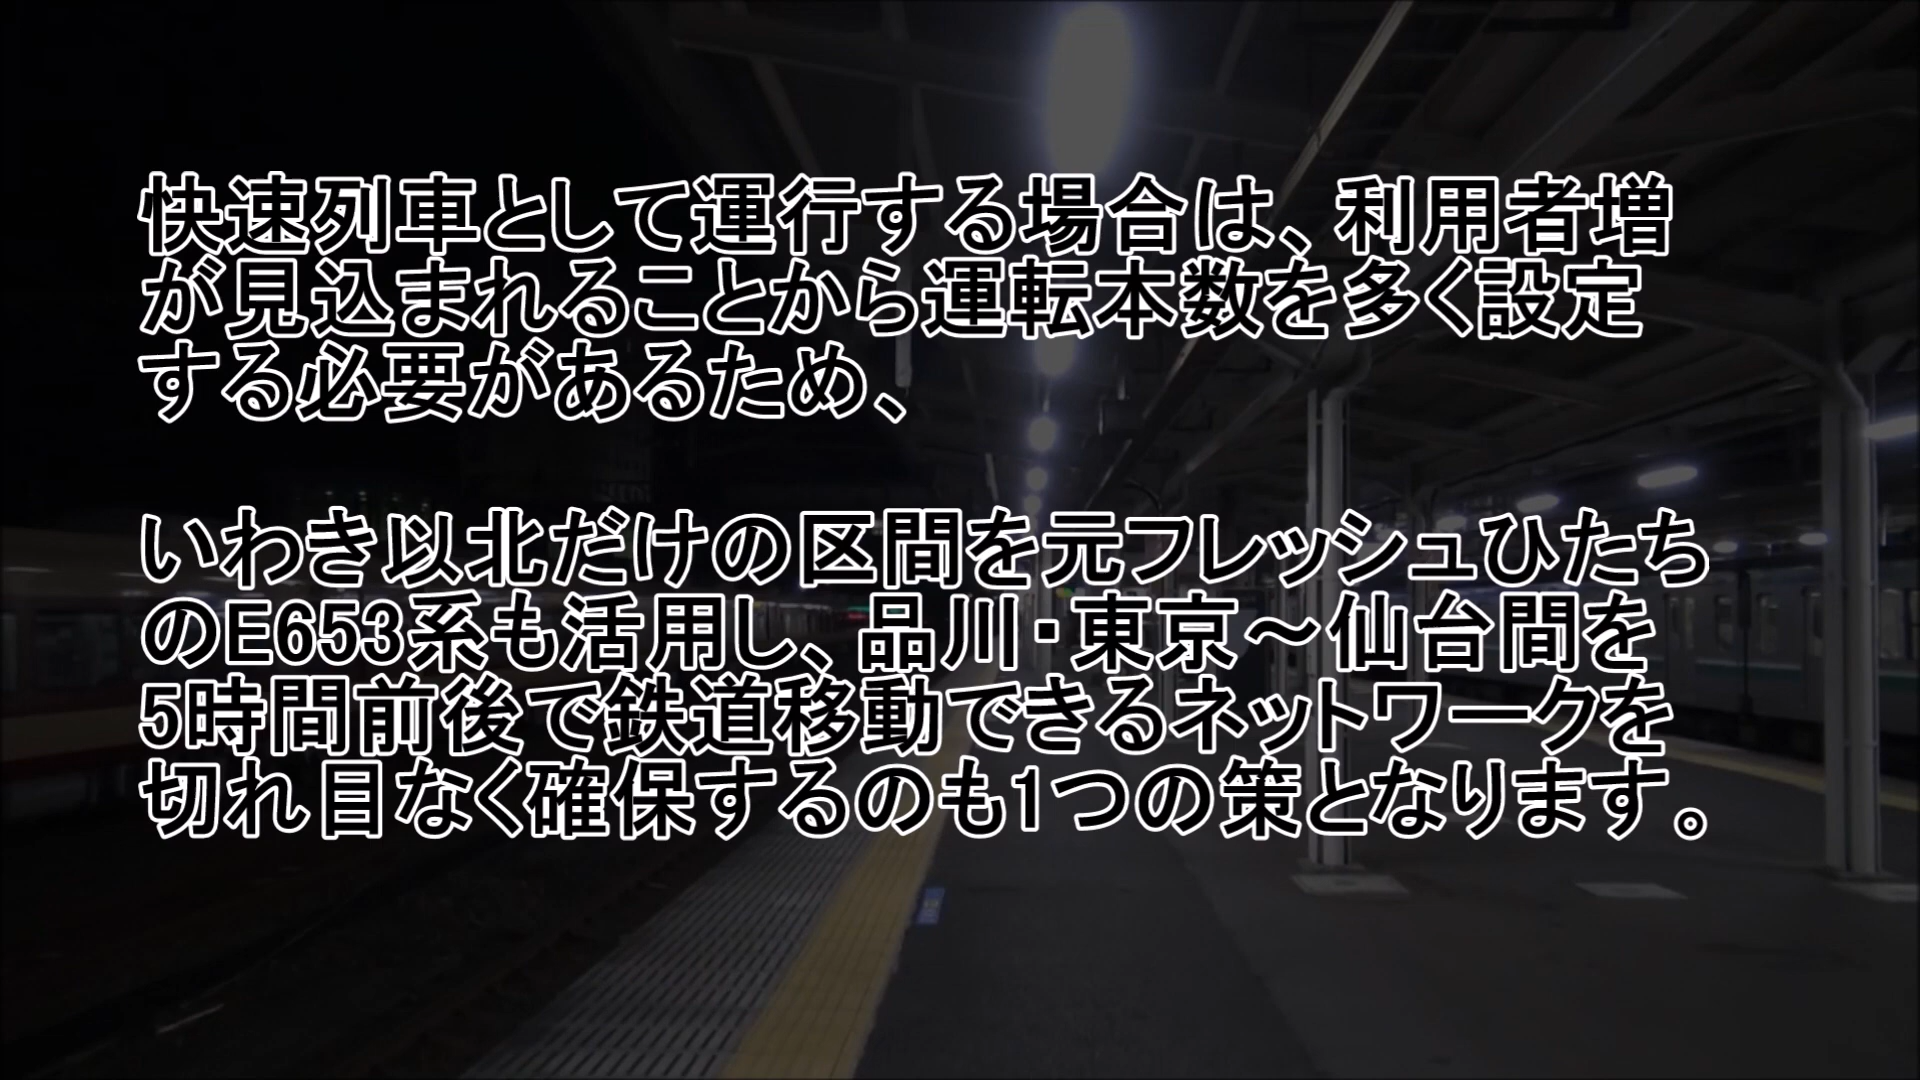 快速列車として運行する場合は、利用者増
が見込まれることから運転本数を多く設定
する必要があるため、
いわき以北だけの区間を元フレッシュひたち
のE653系も活用し、品川・東京～仙台間を
5時間前後で鉄道移動できるネットワークを
切れ目なく確保するのも1つの策となります。